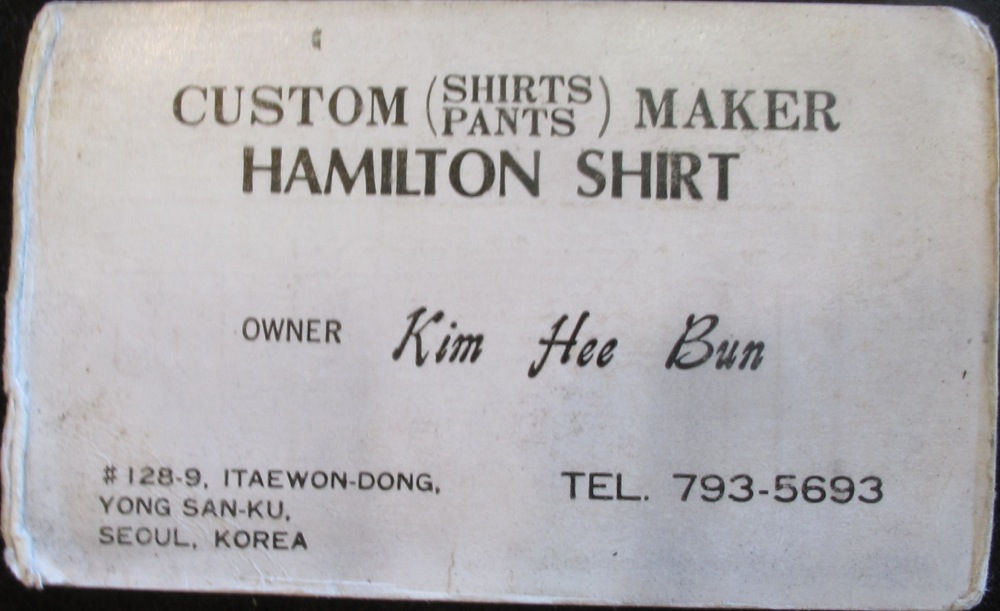 CUSTOM (SHIRTS PANTS) MAKER
HAMILTON SHIRT
OWNER Kim Hee Bun
#128-9, ITAEWON-DONG,
YONG SAN-KU,
SEOUL, KOREA
TEL. 793-5693